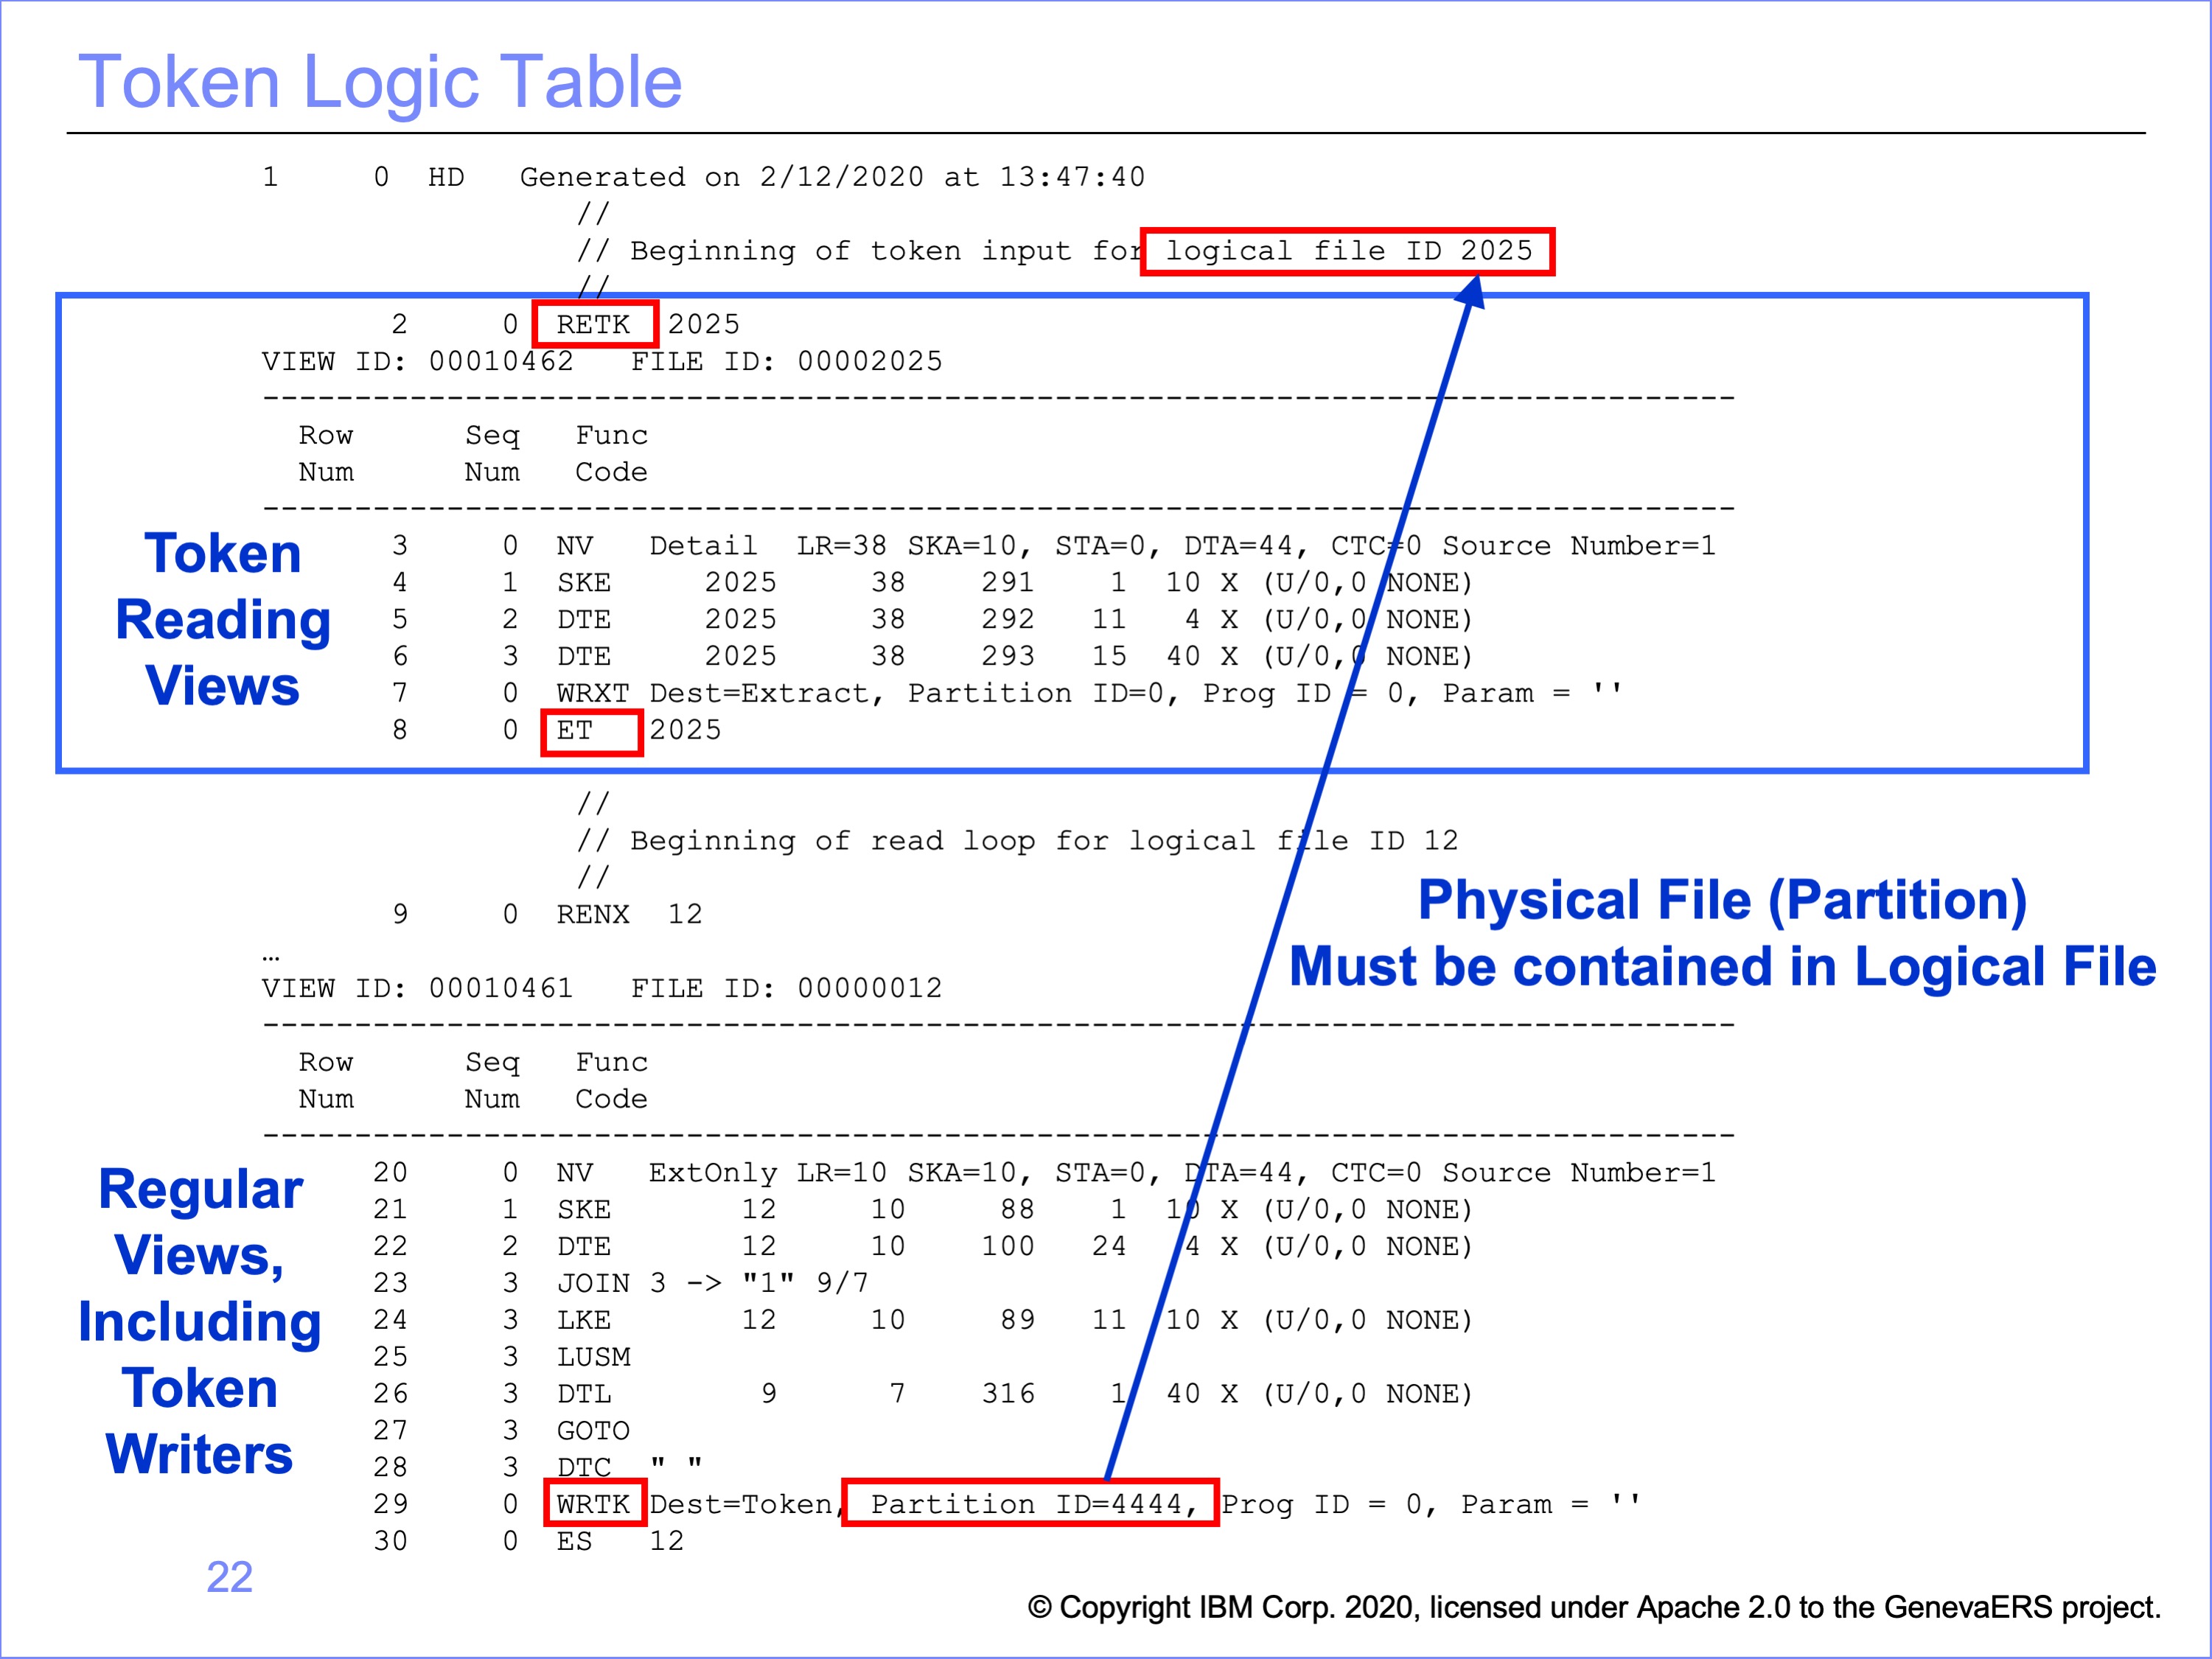 Token Logic Table
1 0 HD Generated on 2/12/2020 at 13:47:40
//
// Beginning of token input for logical file ID 2025
//
2 0 RETK 2025
VIEW ID: 00010462 FILE ID: 00002025
--------------------------------------------------------------------------------
Row Seq Func
Num Num Code
--------------------------------------------------------------------------------
3 0 NV Detail LR=38 SKA=10, STA=0, DTA=44, CTC=0 Source Number=1
4 1 SKE 2025 38 291 1 10 X (U/0,0 NONE)
5 2 DTE 2025 38 292 11 4 X (U/0,0 NONE)
6 3 DTE 2025 38 293 15 40 X (U/0,0 NONE)
7 0 WRXT Dest=Extract, Partition ID=0, Prog ID = 0, Param = ''
8 0 ET 2025
Token
Reading
Views
//
// Beginning of read loop for logical file ID 12
//
9 0 RENX 12
…
Physical File (Partition)
Must be contained in Logical File
VIEW ID: 00010461 FILE ID: 00000012
--------------------------------------------------------------------------------
Row Seq Func
Num Num Code
--------------------------------------------------------------------------------
20 0 NV ExtOnly LR=10 SKA=10, STA=0, DTA=44, CTC=0 Source Number=1
21 1 SKE 12 10 88 1 10 X (U/0,0 NONE)
22 2 DTE 12 10 100 24 4 X (U/0,0 NONE)
23 3 JOIN 3 -> "1" 9/7
24 3 LKE 12 10 89 11 10 X (U/0,0 NONE)
25 3 LUSM
26 3 DTL 9 7 316 1 40 X (U/0,0 NONE)
27 3 GOTO
28 3 DTC " "
29 0 WRTK Dest=Token, Partition ID=4444, Prog ID = 0, Param = ''
30 0 ES 12
Regular
Views,
Including
Token
Writers
22
© Copyright IBM Corp. 2020, licensed under Apache 2.0 to the GenevaERS project.